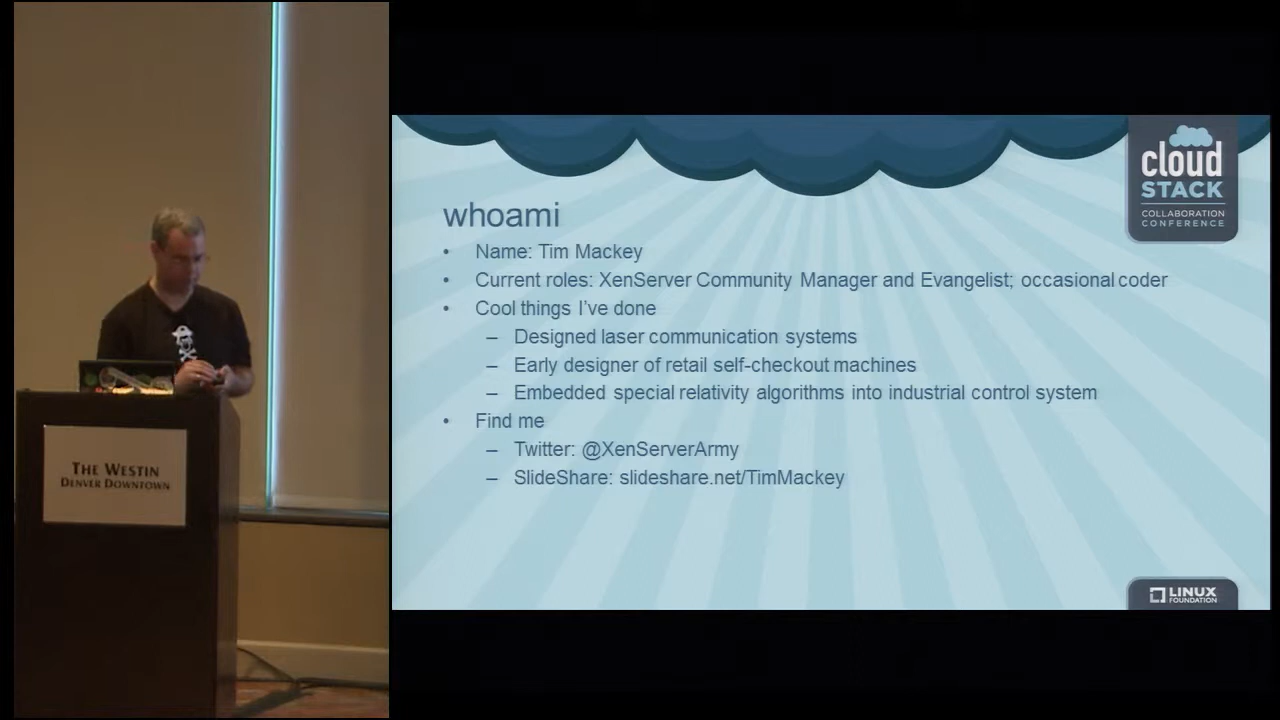 THE WESTIN
DENVER DOWNTOWN
cloud
STACK
COLLABORATION
CONFERENCE
whoami
• Name: Tim Mackey
• Current roles: XenServer Community Manager and Evangelist; occasional coder
• Cool things I've done
– Designed laser communication systems
– Early designer of retail self-checkout machines
– Embedded special relativity algorithms into industrial control system
• Find me
– Twitter: @XenServerArmy
– SlideShare: slideshare.net/TimMackey
LINUX
FOUNDATION